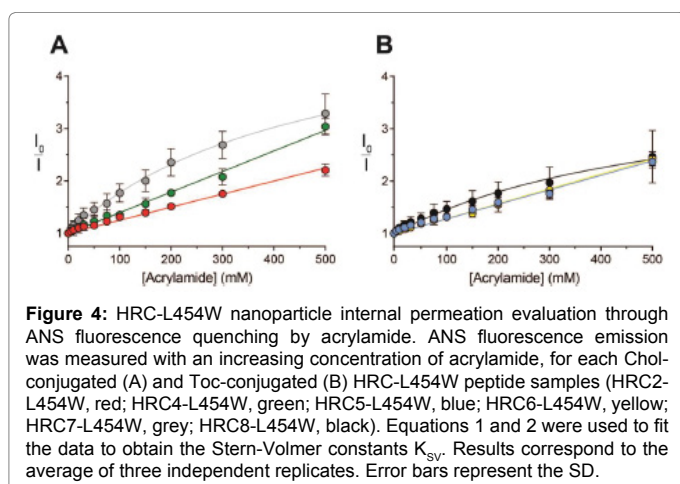 A
B
4
3
2
1
I0
I
0
100
200
300
400
500
[Acrylamide] (mM)
4
3
2
1
I0
I
0
100
200
300
400
500
[Acrylamide] (mM)
Figure 4: HRC-L454W nanoparticle internal permeation evaluation through
ANS fluorescence quenching by acrylamide. ANS fluorescence emission
was measured with an increasing concentration of acrylamide, for each Chol-
conjugated (A) and Toc-conjugated (B) HRC-L454W peptide samples (HRC2-
L454W, red; HRC4-L454W, green; HRC5-L454W, blue; HRC6-L454W, yellow;
HRC7-L454W, grey; HRC8-L454W, black). Equations 1 and 2 were used to fit
the data to obtain the Stern-Volmer constants KSV. Results correspond to the
average of three independent replicates. Error bars represent the SD.